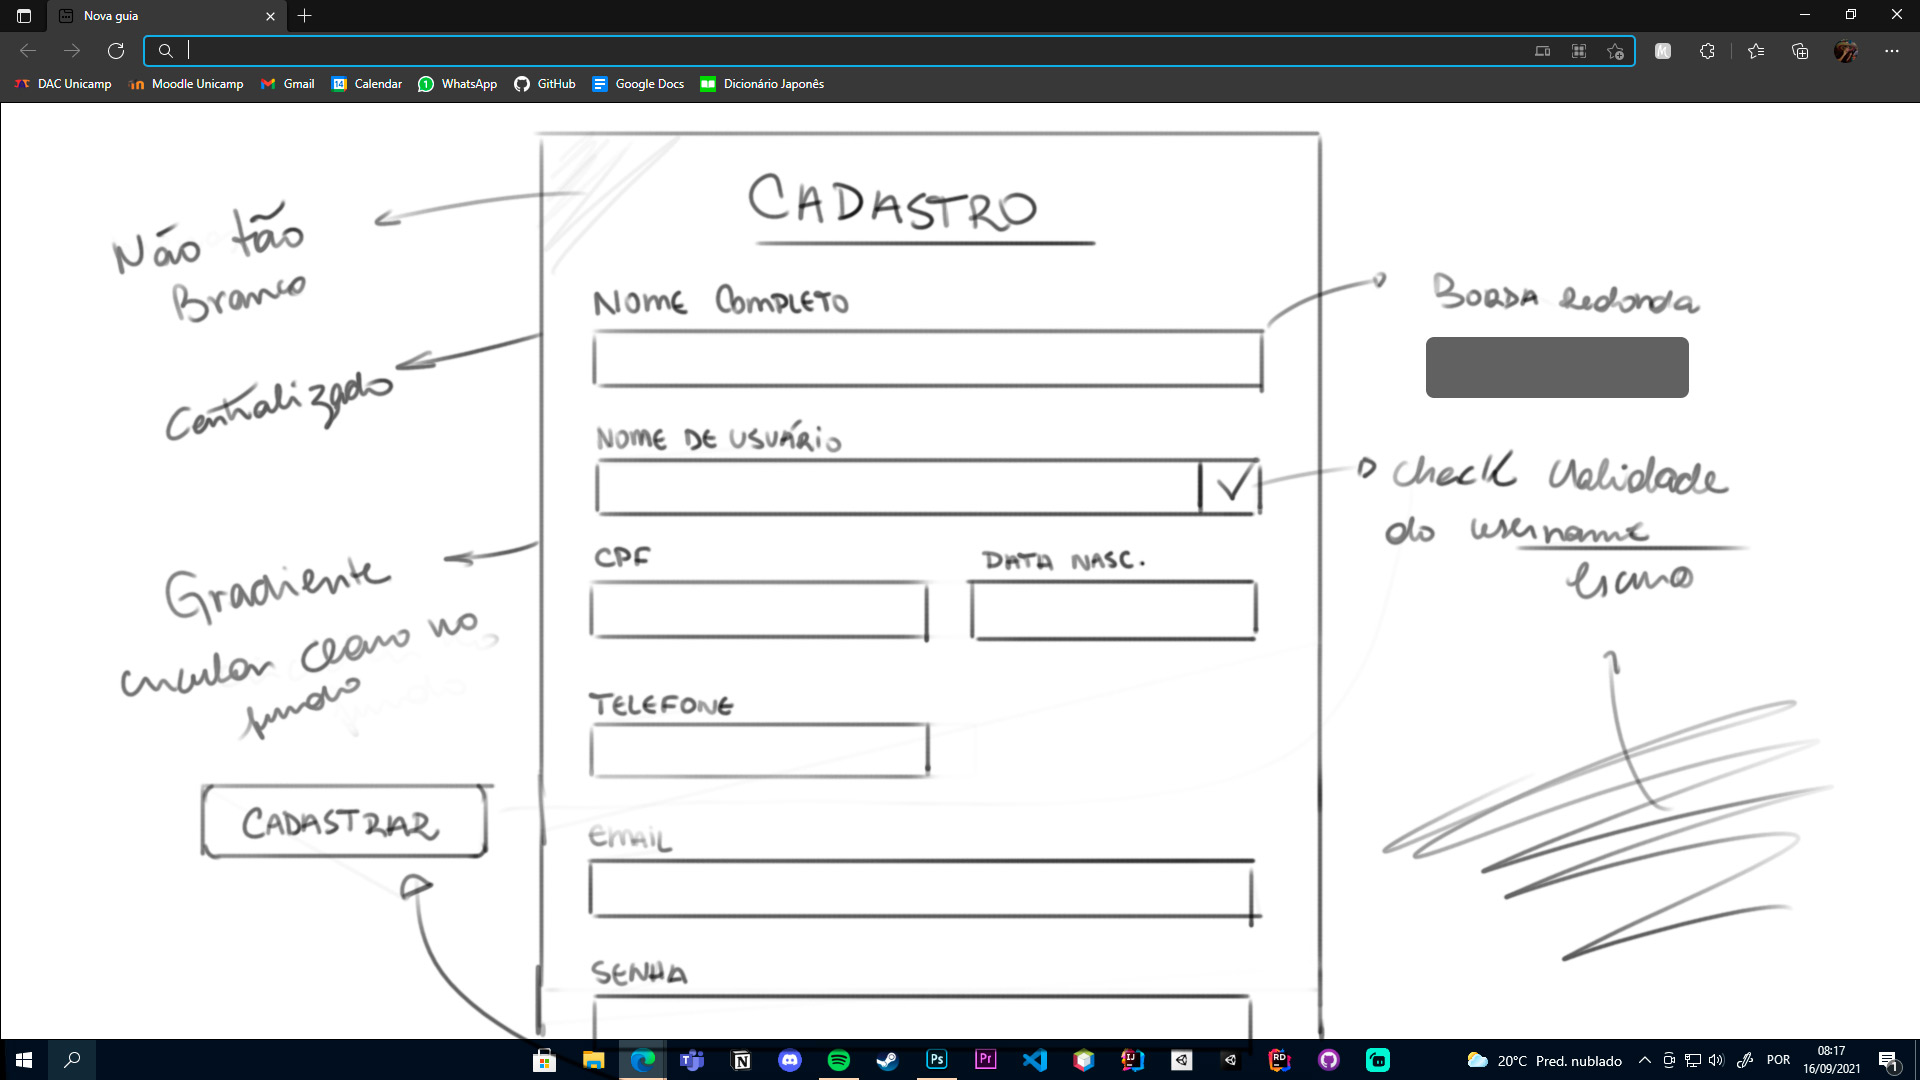 Nova guia
DAC Unicamp
Moodle Unicamp
Gmail
Calendar
WhatsApp
GitHub
Google Docs
Dicionário Japonês
CADASTRO
Não tão
Branco
Centralizado
Gradiente
circular claro no
fundo
CADASTRAR
NOME COMPLETO
NOME DE USUÁRIO
CPF
DATA NASC.
TELEFONE
EMAIL
SENHA
BORDA redonda
check Validade
do username
20°C Pred. nublado
POR
08:17
16/09/2021